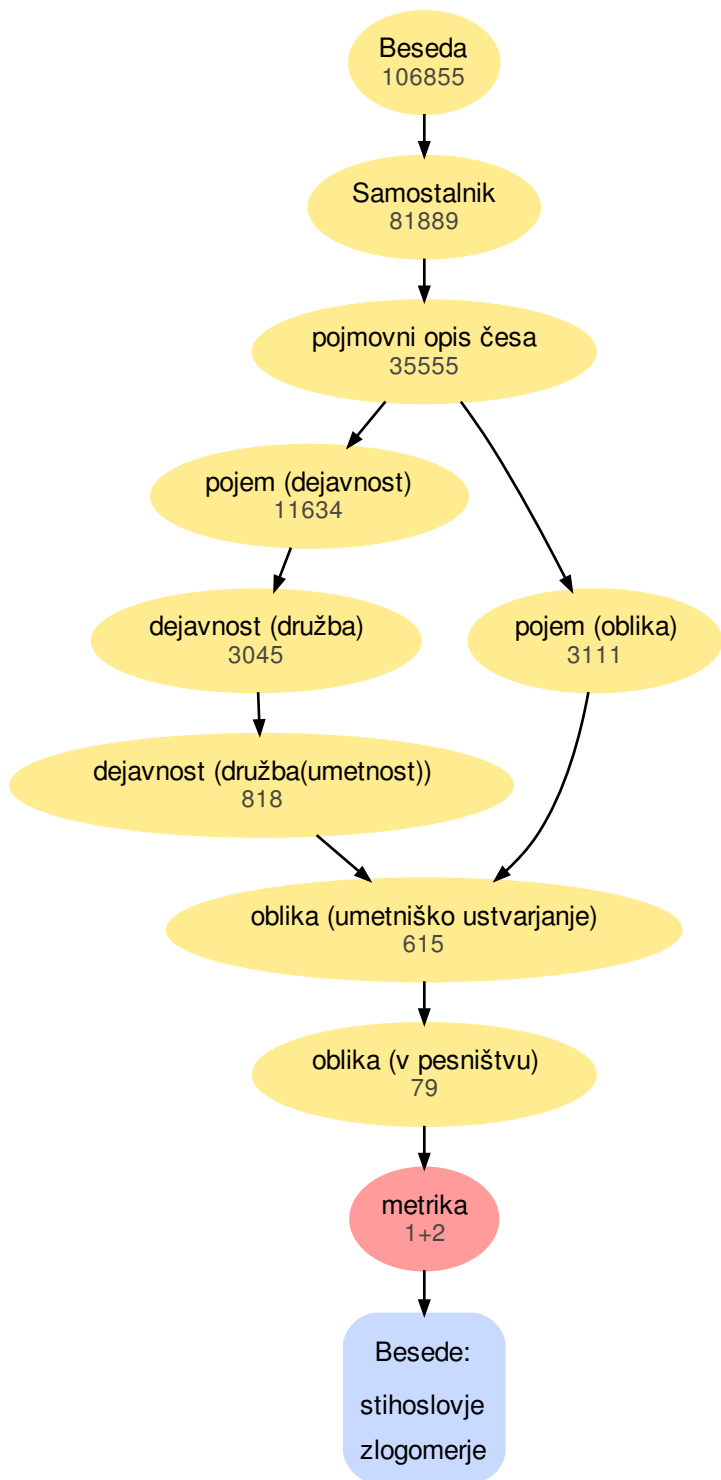 Beseda
106855
Samostalnik
81889
pojmovni opis česa
35555
pojem (dejavnost)
11634
dejavnost (družba)
3045
pojem (oblika)
3111
dejavnost (družba(umetnost))
818
oblika (umetniško ustvarjanje)
615
oblika (v pesništvu)
79
metrika
1+2
Besede:
stihoslovje
zlogomerje